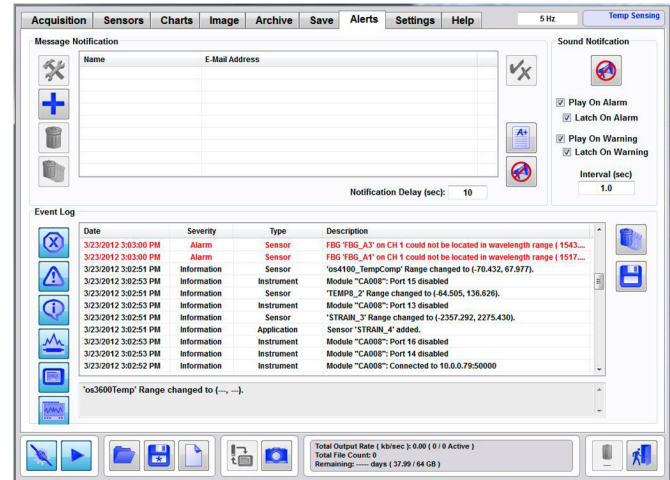 Acquisition Sensors Charts Image Archive Save Alerts Settings Help 5 Hz Temp Sensing
Message Notification
Name E-Mail Address
A+
Notification Delay (sec): 10
Sound Notifcation
Play On Alarm
Latch On Alarm
Play On Warning
Latch On Warning
Interval (sec)
1.0
Event Log
Date Severity Type Description
3/23/2012 3:03:00 PM Alarm Sensor FBG 'FBG_A3' on CH 1 could not be located in wavelength range ( 1543....
3/23/2012 3:03:00 PM Alarm Sensor FBG 'FBG_A1' on CH 1 could not be located in wavelength range ( 1517....
3/23/2012 3:02:51 PM Information Sensor 'os4100_TempComp' Range changed to (-70.432, 67.977).
3/23/2012 3:02:53 PM Information Instrument Module "CA008": Port 15 disabled
3/23/2012 3:02:51 PM Information Sensor 'TEMP8_2' Range changed to (-64.505, 136.626).
3/23/2012 3:02:53 PM Information Instrument Module "CA008": Port 13 disabled
3/23/2012 3:02:51 PM Information Sensor 'STRAIN_3' Range changed to (-2357.292, 2275.430).
3/23/2012 3:02:51 PM Information Application Sensor 'STRAIN_4' added.
3/23/2012 3:02:53 PM Information Instrument Module "CA008": Port 16 disabled
3/23/2012 3:02:53 PM Information Instrument Module "CA008": Port 14 disabled
3/23/2012 3:02:52 PM Information Instrument Module "CA008": Connected to 10.0.0.79:50000
'os3600Temp' Range changed to (---, ---).
Total Output Rate ( kb/sec ): 0.00 ( 0 / 0 Active )
Total File Count: 0
Remaining: ----- days ( 37.99 / 64 GB )